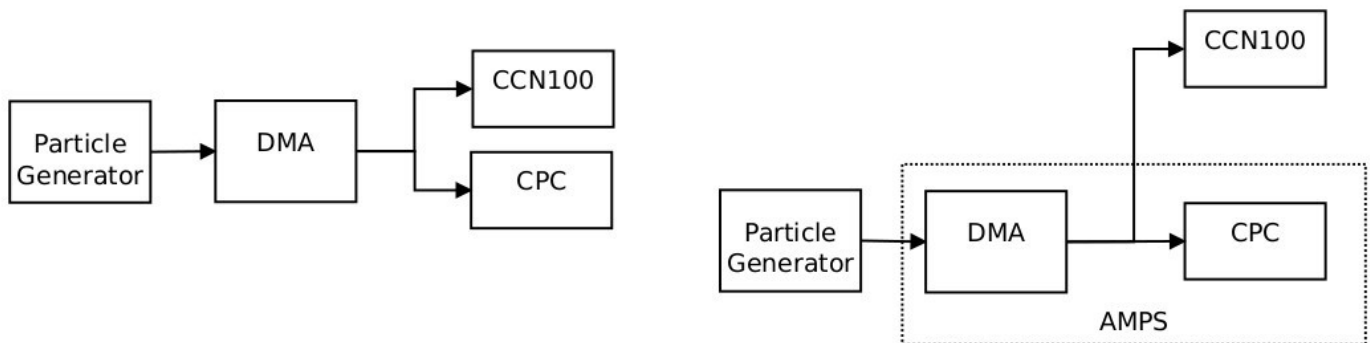 CCN100
Particle
Generator
DMA
CPC
CCN100
Particle
Generator
DMA
CPC
AMPS